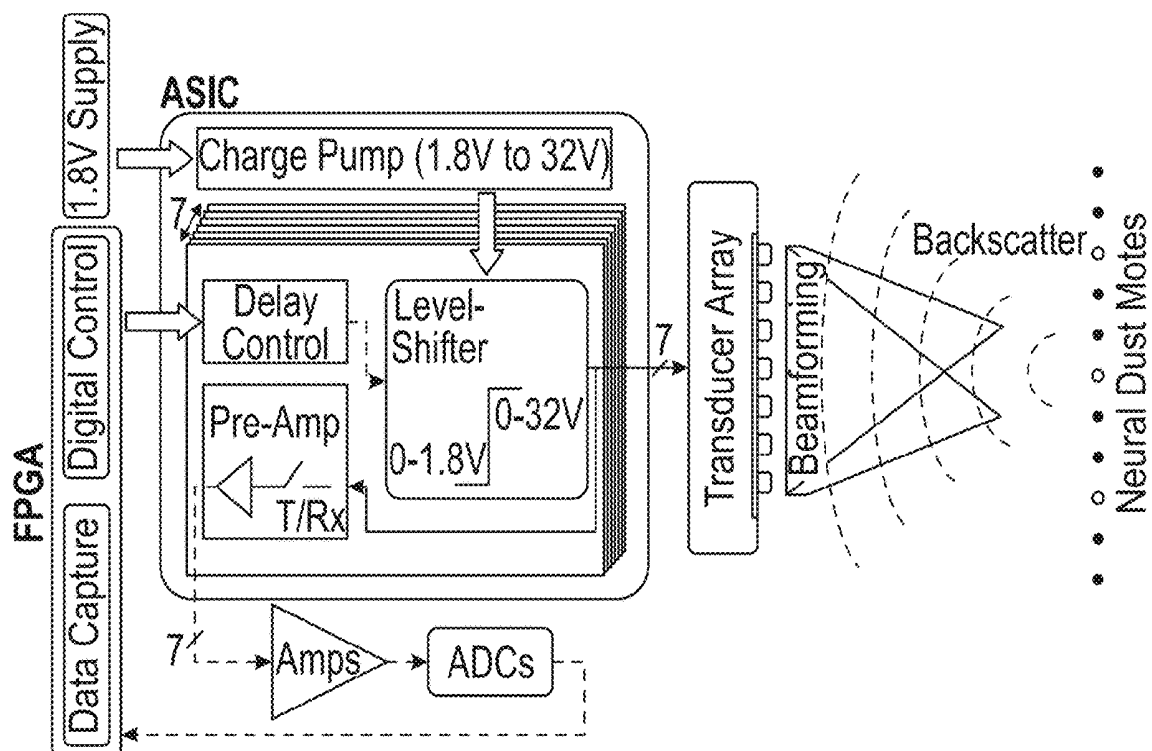 1.8V Supply
ASIC
Charge Pump (1.8V to 32V)
7
FPGA
Digital Control
Data Capture
Delay
Control
Level-
Shifter
0-32V
0-1.8V
Pre-Amp
T/Rx
7
Transducer Array
Beamforming
Backscatter
Neural Dust Motes
7
Amps
ADCs